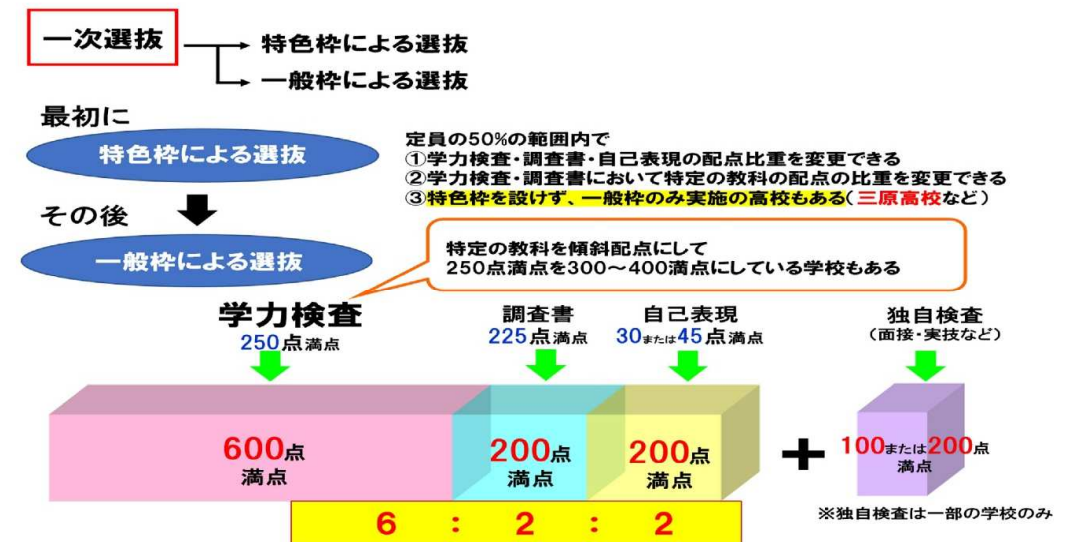 一次選抜
特色枠による選抜
一般枠による選抜
最初に
特色枠による選抜
定員の50%の範囲内で
①学力検査・調査書・自己表現の配点比重を変更できる
②学力検査・調査書において特定の教科の配点の比重を変更できる
③特色枠を設けず、一般枠のみ実施の高校もある(三原高校など)
その後
一般枠による選抜
特定の教科を傾斜配点にして
250点満点を300～400満点にしている学校もある
学力検査
250点満点
調査書
225点満点
自己表現
30または45点満点
独自検査
(面接・実技など)
600点
満点
200点
満点
200点
満点
+
100または200点
満点
6 : 2 : 2
※独自検査は一部の学校のみ